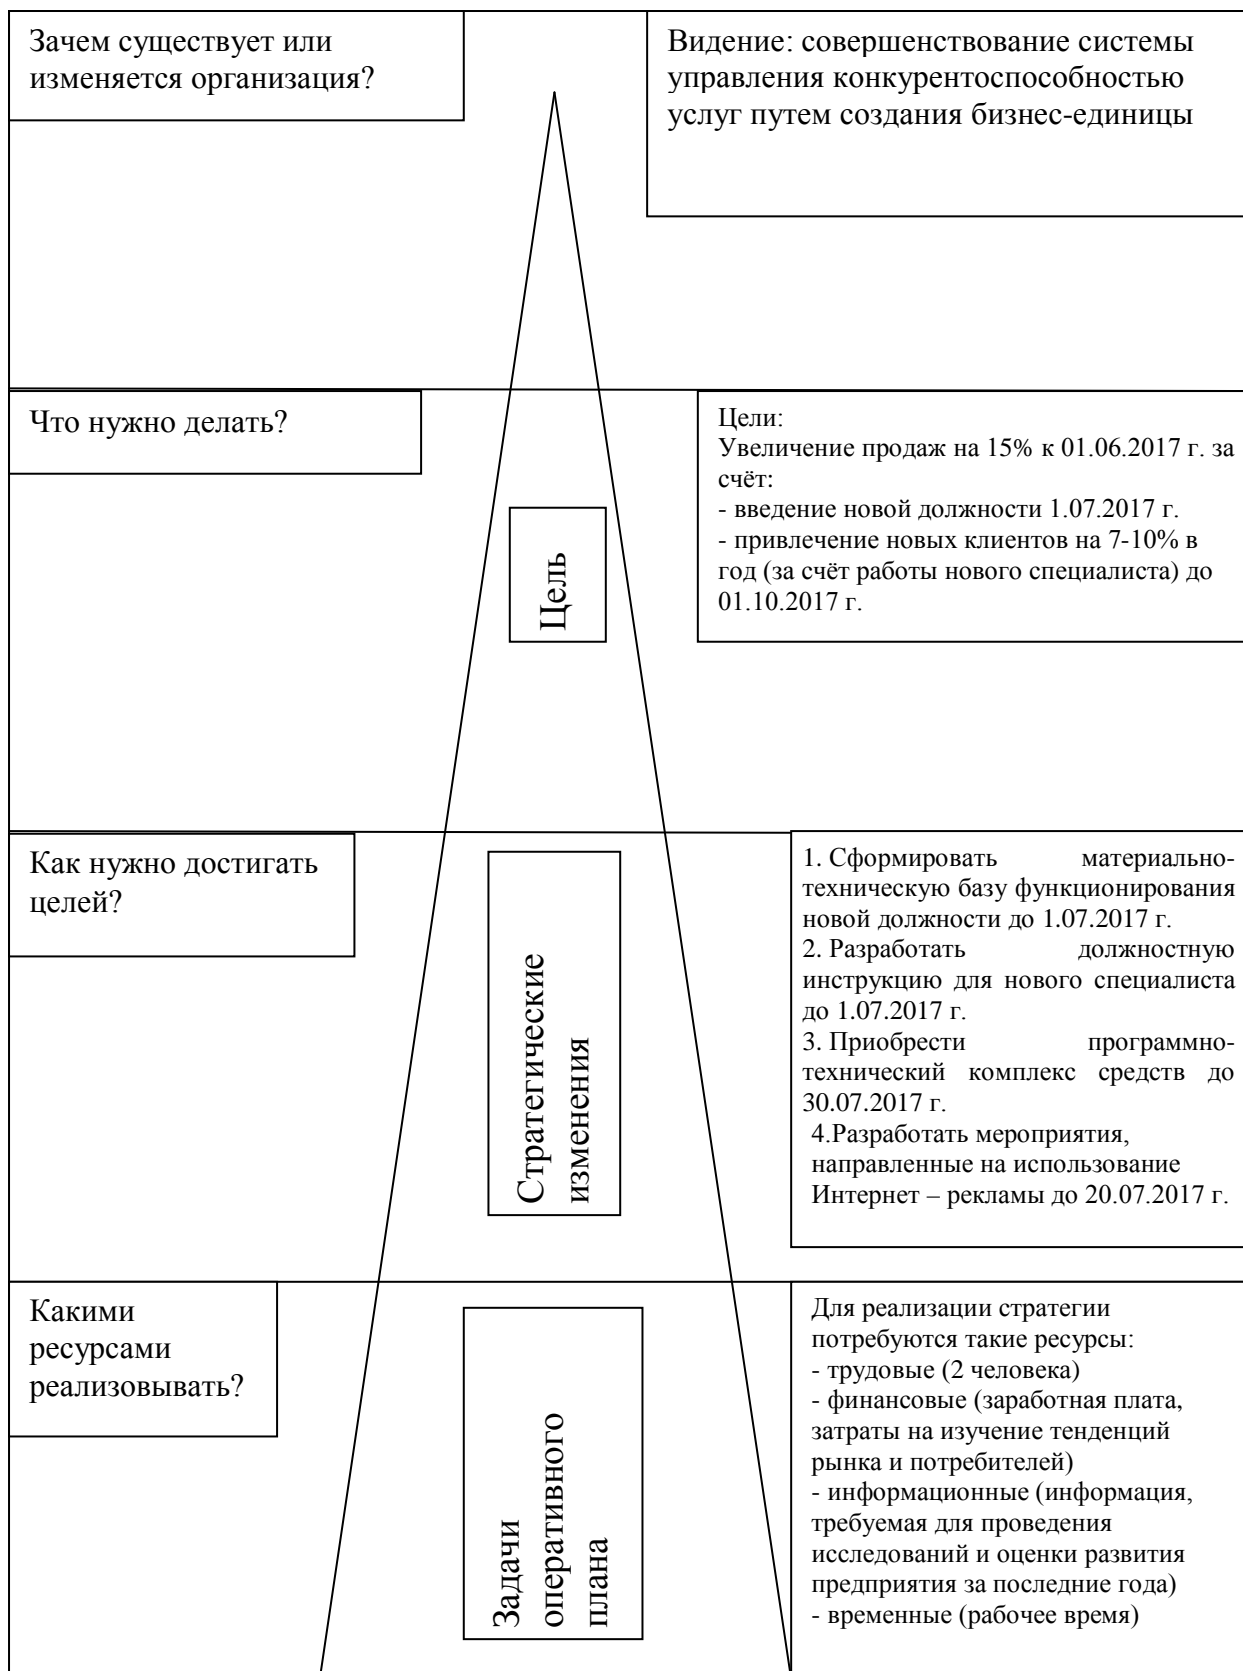 Зачем существует или
изменяется организация?
Видение: совершенствование системы
управления конкурентоспособностью
услуг путем создания бизнес-единицы
Что нужно делать?
Цель
Цели:
Увеличение продаж на 15% к 01.06.2017 г. за
счёт:
- введение новой должности 1.07.2017 г.
- привлечение новых клиентов на 7-10% в
год (за счёт работы нового специалиста) до
01.10.2017 г.
Как нужно достигать
целей?
Стратегические
изменения
1. Сформировать материально-
техническую базу функционирования
новой должности до 1.07.2017 г.
2. Разработать должностную
инструкцию для нового специалиста
до 1.07.2017 г.
3. Приобрести программно-
технический комплекс средств до
30.07.2017 г.
4.Разработать мероприятия,
направленные на использование
Интернет – рекламы до 20.07.2017 г.
Какими
ресурсами
реализовывать?
Задачи
оперативного
плана
Для реализации стратегии
потребуются такие ресурсы:
- трудовые (2 человека)
- финансовые (заработная плата,
затраты на изучение тенденций
рынка и потребителей)
- информационные (информация,
требуемая для проведения
исследований и оценки развития
предприятия за последние года)
- временные (рабочее время)